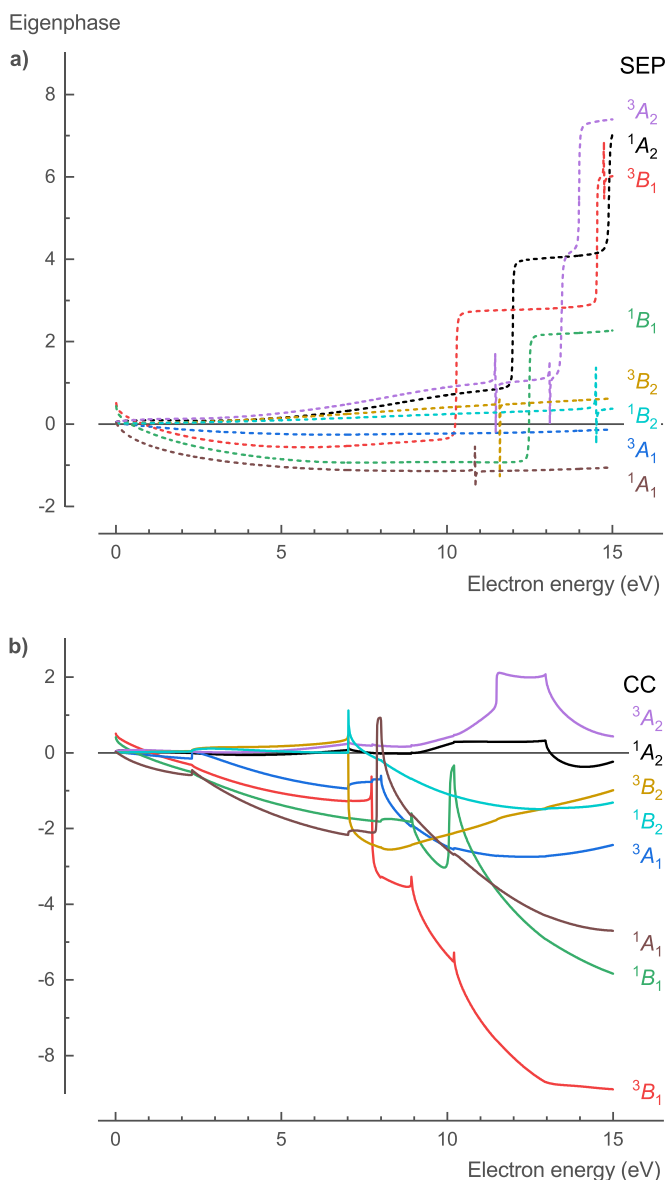 Eigenphase
a)
SEP
8
³A₂
¹A₂
6
³B₁
4
2
¹B₁
³B₂
¹B₂
0
³A₁
¹A₁
-2
0 5 10 15
Electron energy (eV)
b)
CC
2
³A₂
¹A₂
0
³B₂
¹B₂
-2
³A₁
-4
¹A₁
¹B₁
-6
-8
³B₁
0 5 10 15
Electron energy (eV)